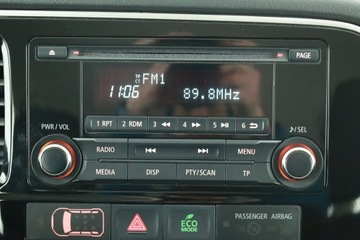 PAGE
FM1
11:06 89.8MHz
1 RPT 2 RDM 3 4 5 6
PWR / VOL
/SEL
RADIO MENU
MEDIA DISP PTY/SCAN TP
ECO
MODE
PASSENGER AIRBAG